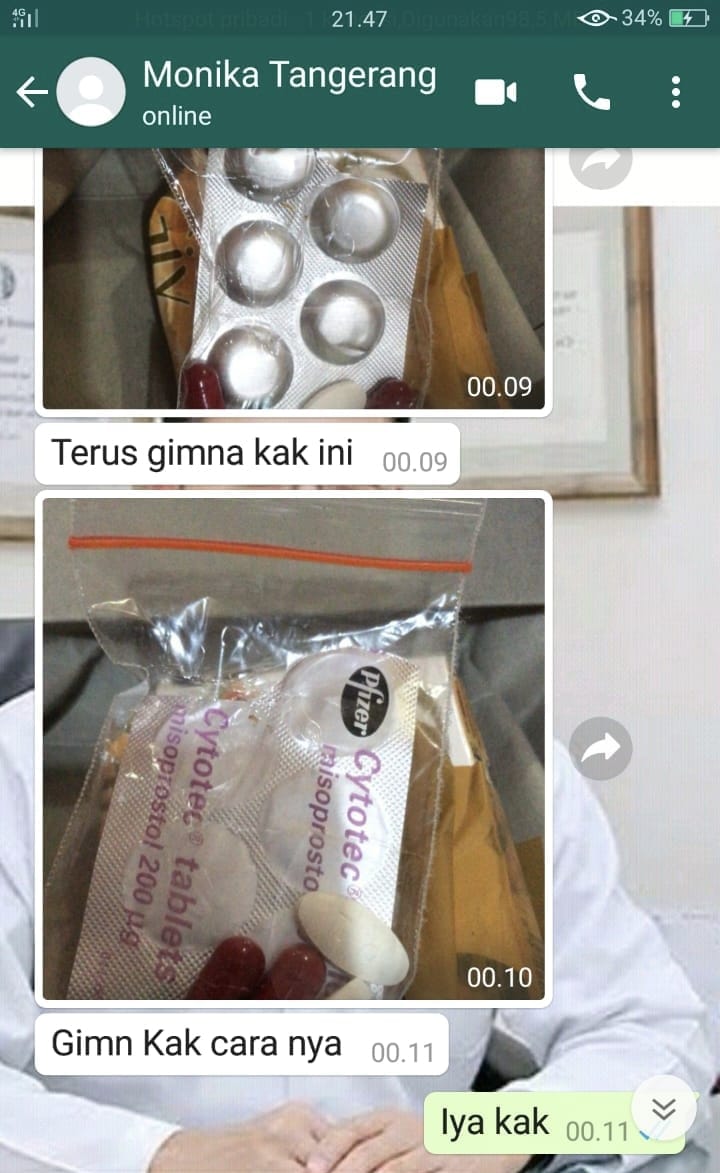 4G
21.47
34%
Monika Tangerang
online
00.09
Terus gimna kak ini 00.09
Pfizer
Cytotec® tablets
misoprostol 200 µg
Cytotec®
misoprosto
00.10
Gimn Kak cara nya 00.11
Iya kak 00.11